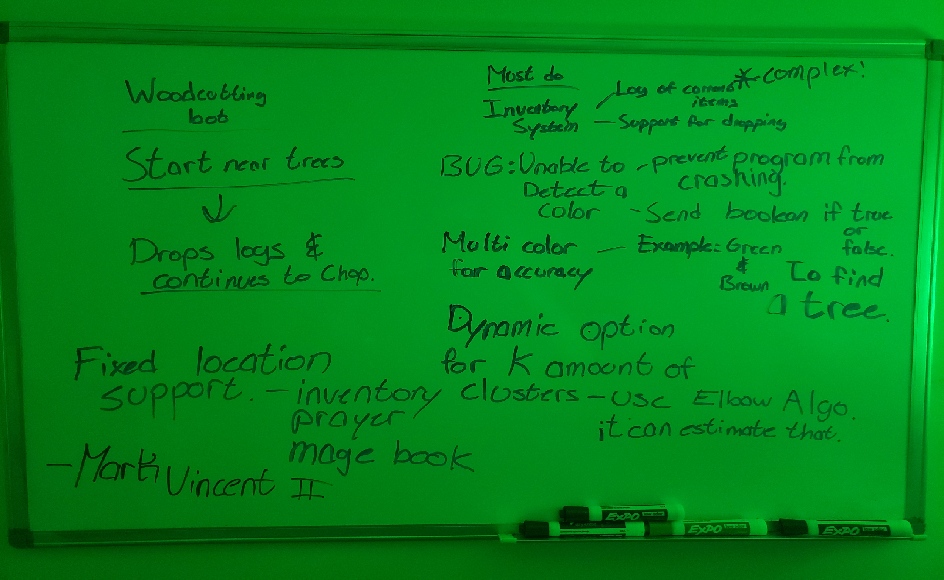 Woodcutting
bot
Start near trees
Drops logs &
continues to Chop.
Fixed location
support. - inventory
prayer
mage book
- Mark Vincent II
Must do
* complex!
Inventory
System
- Log of common
items
- Support for dropping
BUG: Unable to
Detect a
Color
- prevent program from
crashing.
- Send boolean if true
or
false.
Multi color
for accuracy
- Example: Green
&
Brown
To find
a tree.
Dynamic option
for K amount of
clusters - Use Elbow Algo.
it can estimate that.
EXPO
EXPO
EXPO